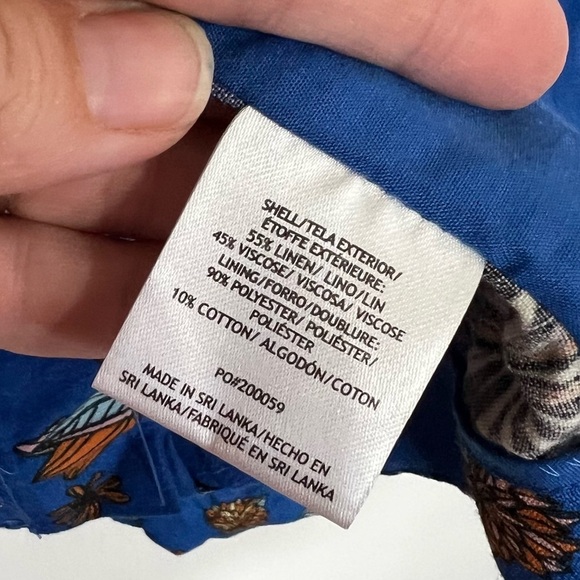 SHELL/TELA EXTERIOR/
ÉTOFFE EXTÉRIEURE:
55% LINEN/ LINO/LIN
45% VISCOSE/ VISCOSA/ VISCOSE
LINING/FORRO/DOUBLURE:
90% POLYESTER/ POLIÉSTER/
POLIÉSTER
10% COTTON/ ALGODÓN/COTON
PO#200059
MADE IN SRI LANKA/HECHO EN
SRI LANKA/FABRIQUÉ EN SRI LANKA